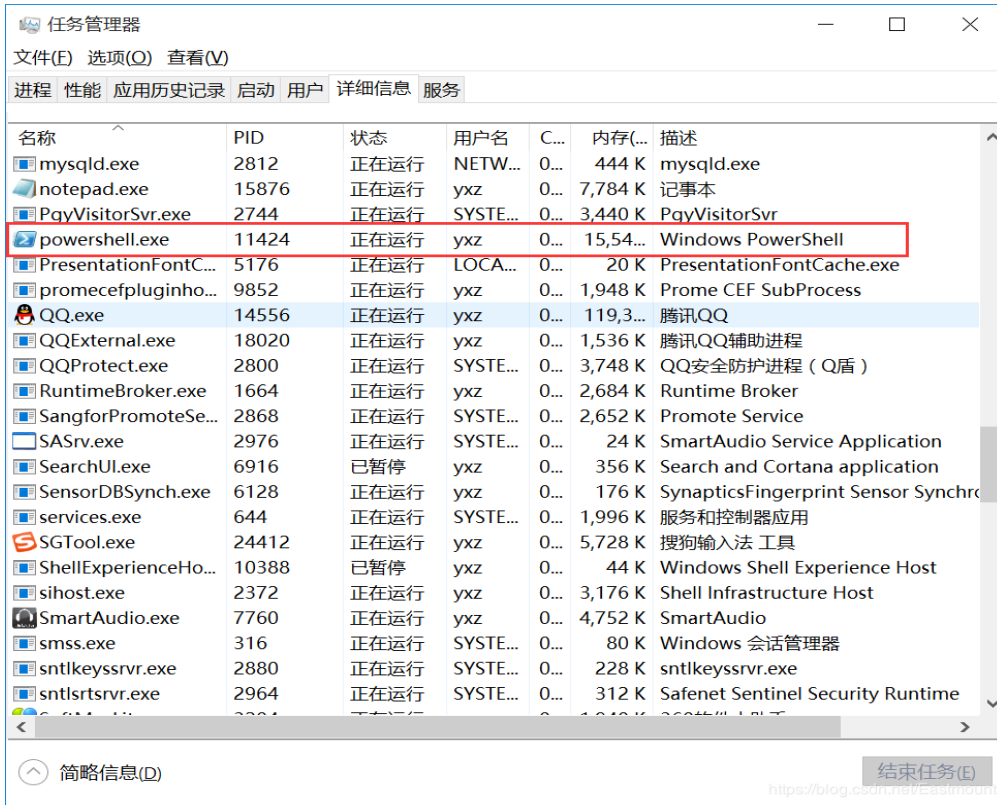 任务管理器
文件(F) 选项(O) 查看(V)
进程 性能 应用历史记录 启动 用户 详细信息 服务
名称 PID 状态 用户名 C... 内存(... 描述
mysqld.exe 2812 正在运行 NETW... 0... 444 K mysqld.exe
notepad.exe 15876 正在运行 yxz 0... 7,784 K 记事本
PgyVisitorSvr.exe 2744 正在运行 SYSTE... 0... 3,440 K PgyVisitorSvr
powershell.exe 11424 正在运行 yxz 0... 15,54... Windows PowerShell
PresentationFontC... 5176 正在运行 LOCA... 0... 20 K PresentationFontCache.exe
promecefpluginho... 9852 正在运行 yxz 0... 1,948 K Prome CEF SubProcess
QQ.exe 14556 正在运行 yxz 0... 119,3... 腾讯QQ
QQExternal.exe 18020 正在运行 yxz 0... 1,536 K 腾讯QQ辅助进程
QQProtect.exe 2800 正在运行 SYSTE... 0... 3,748 K QQ安全防护进程（Q盾）
RuntimeBroker.exe 1664 正在运行 yxz 0... 2,684 K Runtime Broker
SangforPromoteSe... 2868 正在运行 SYSTE... 0... 2,652 K Promote Service
SASrv.exe 2976 正在运行 SYSTE... 0... 24 K SmartAudio Service Application
SearchUI.exe 6916 已暂停 yxz 0... 356 K Search and Cortana application
SensorDBSynch.exe 6128 正在运行 yxz 0... 176 K SynapticsFingerprint Sensor Synchro
services.exe 644 正在运行 SYSTE... 0... 1,996 K 服务和控制器应用
SGTool.exe 24412 正在运行 yxz 0... 5,728 K 搜狗输入法 工具
ShellExperienceHo... 10388 已暂停 yxz 0... 44 K Windows Shell Experience Host
sihost.exe 2372 正在运行 yxz 0... 3,176 K Shell Infrastructure Host
SmartAudio.exe 7760 正在运行 yxz 0... 4,752 K SmartAudio
smss.exe 316 正在运行 SYSTE... 0... 80 K Windows 会话管理器
sntlkeyssrvr.exe 2880 正在运行 SYSTE... 0... 228 K sntlkeyssrvr.exe
sntlsrtsrvr.exe 2964 正在运行 SYSTE... 0... 312 K Safenet Sentinel Security Runtime
简略信息(D) 结束任务(E)
https://blog.csdn.net/Eastmount